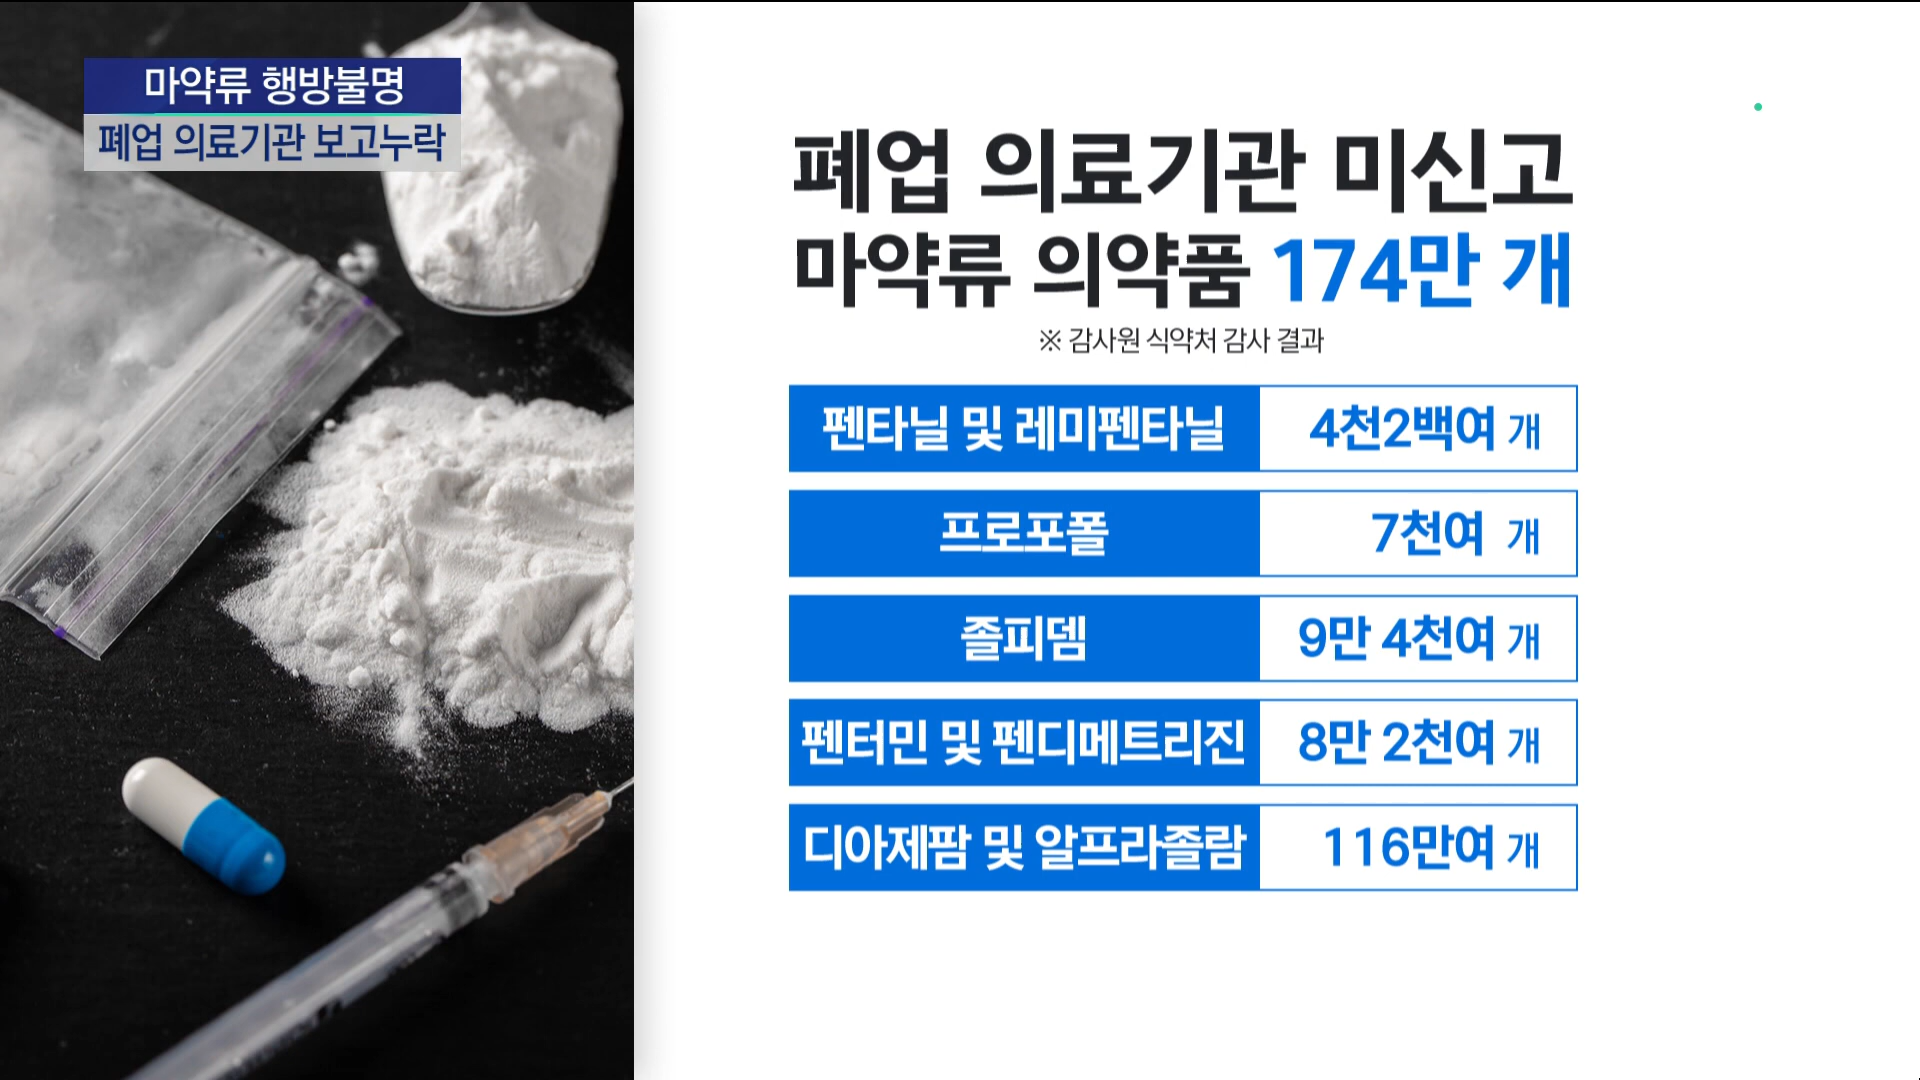 마약류 행방불명
폐업 의료기관 보고누락
폐업 의료기관 미신고
마약류 의약품 174만 개
※ 감사원 식약처 감사 결과
펜타닐 및 레미펜타닐 4천2백여 개
프로포폴 7천여 개
졸피뎀 9만 4천여 개
펜터민 및 펜디메트리진 8만 2천여 개
디아제팜 및 알프라졸람 116만여 개